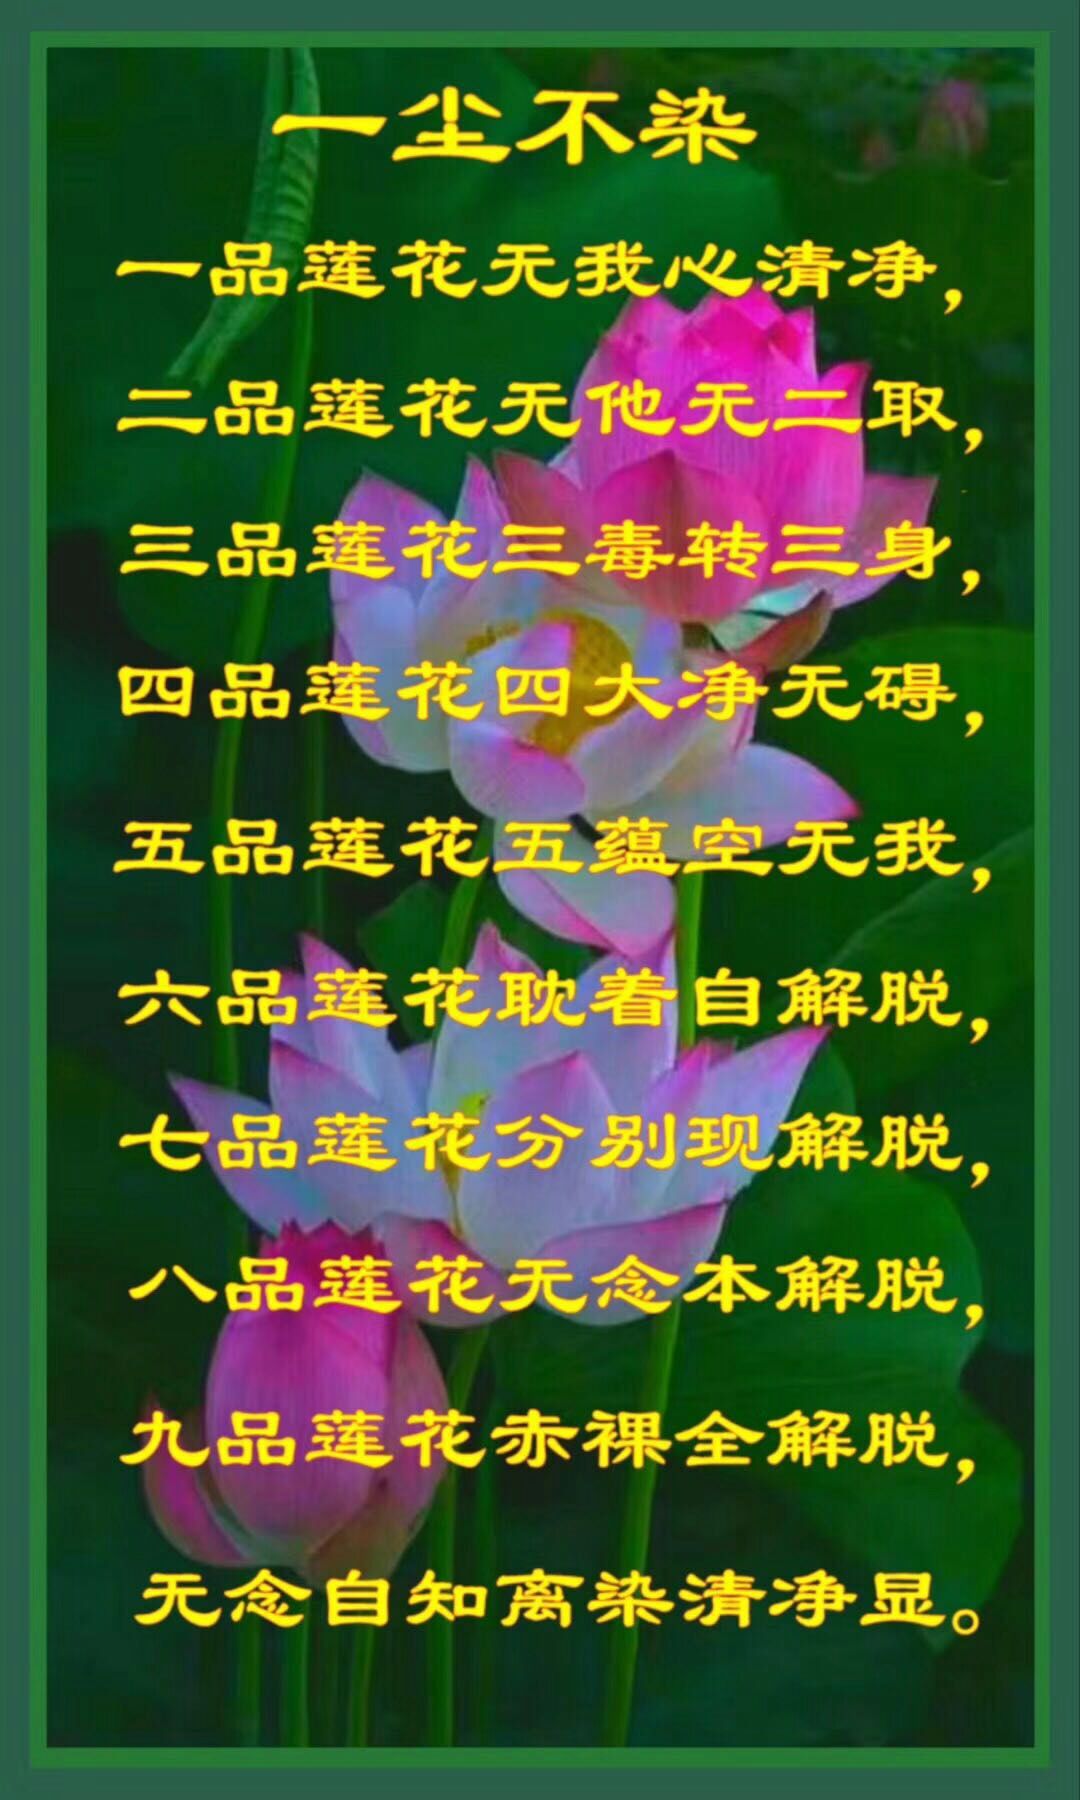 一尘不染
一品莲花无我心清净，
二品莲花无他无二取，
三品莲花三毒转三身，
四品莲花四大净无碍，
五品莲花五蕴空无我，
六品莲花耽着自解脱，
七品莲花分别现解脱，
八品莲花无念本解脱，
九品莲花赤裸全解脱，
无念自知离染清净显。